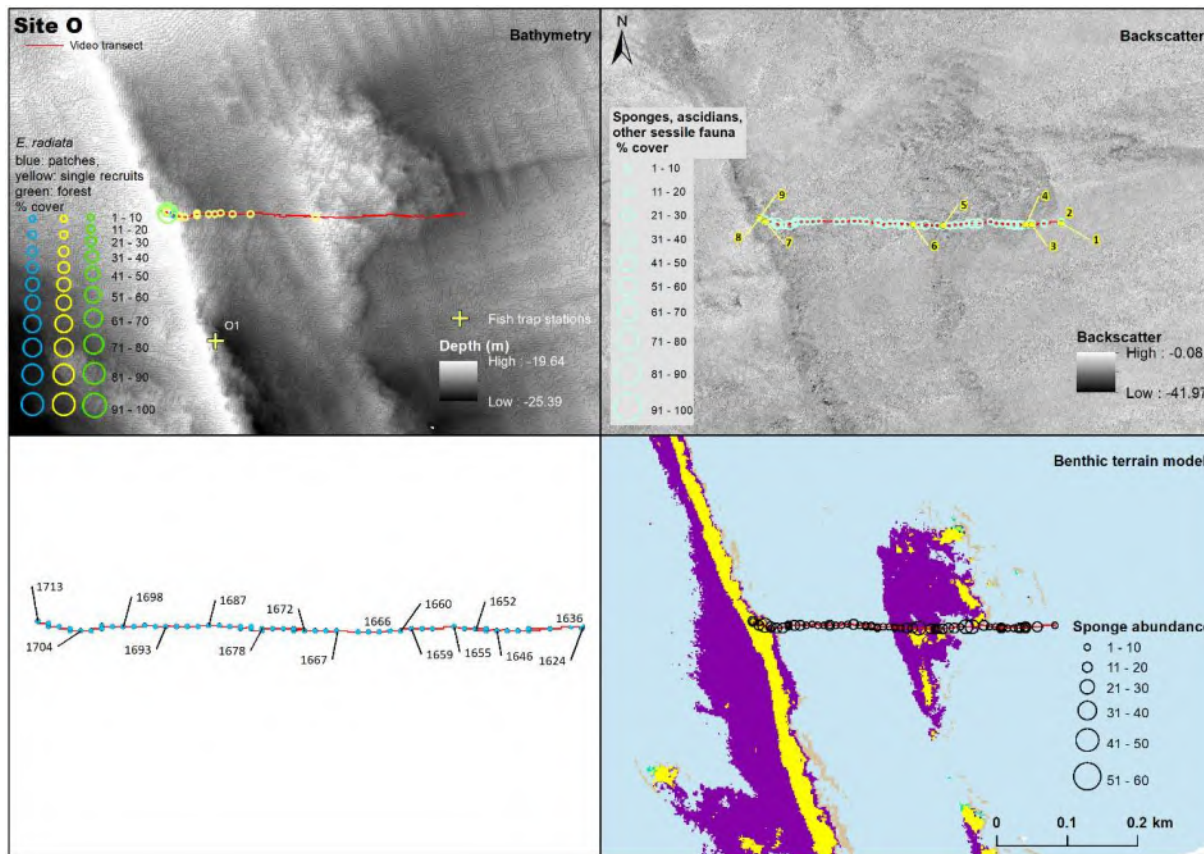 Site O
Video transect
Bathymetry
E. radiata
blue: patches,
yellow: single recruits
green: forest
% cover
1 - 10
11 - 20
21 - 30
31 - 40
41 - 50
51 - 60
61 - 70
71 - 80
81 - 90
91 - 100
O1
Fish trap stations
Depth (m)
High : -19.64
Low : -25.39
N
Backscatter
Sponges, ascidians,
other sessile fauna
% cover
1 - 10
11 - 20
21 - 30
31 - 40
41 - 50
51 - 60
61 - 70
71 - 80
81 - 90
91 - 100
9
8
7
6
5
4
3
2
1
Backscatter
High : -0.08
Low : -41.97
1713
1704
1698
1693
1687
1678
1672
1667
1666
1660
1659
1655
1652
1646
1636
1624
Benthic terrain model
Sponge abundance
1 - 10
11 - 20
21 - 30
31 - 40
41 - 50
51 - 60
0 0.1 0.2 km